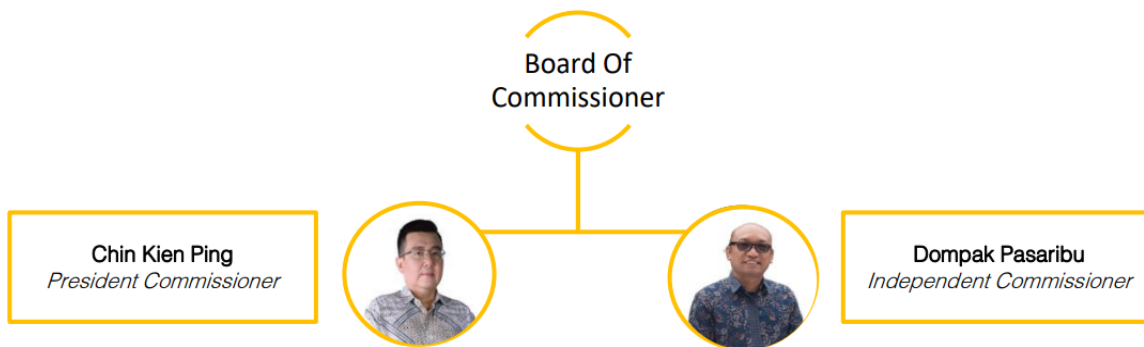 Board Of
Commissioner
Chin Kien Ping
President Commissioner
Dompak Pasaribu
Independent Commissioner